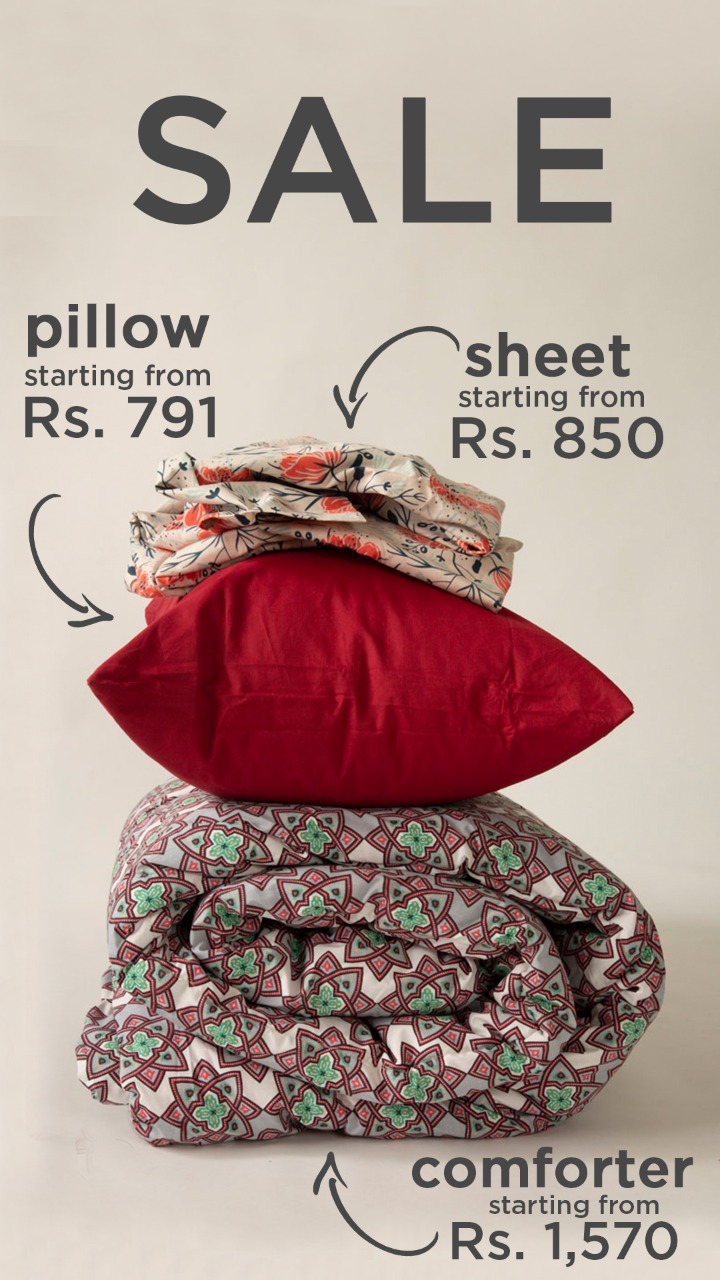 SALE
pillow
starting from
Rs. 791
sheet
starting from
Rs. 850
comforter
starting from
Rs. 1,570